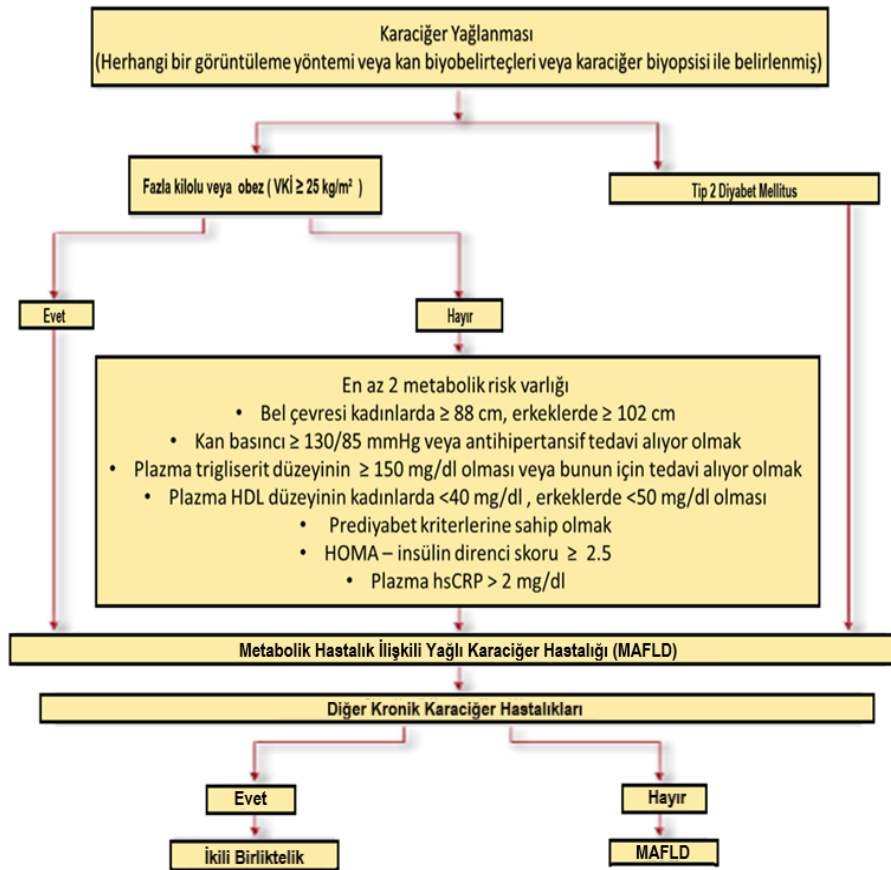 Karaciğer Yağlanması
(Herhangi bir görüntüleme yöntemi veya kan biyobelirteçleri veya karaciğer biyopsisi ile belirlenmiş)
Fazla kilolu veya obez ( VKİ ≥ 25 kg/m² )
Tip 2 Diyabet Mellitus
Evet
Hayır
En az 2 metabolik risk varlığı
• Bel çevresi kadınlarda ≥ 88 cm, erkeklerde ≥ 102 cm
• Kan basıncı ≥ 130/85 mmHg veya antihipertansif tedavi alıyor olmak
• Plazma trigliserit düzeyinin ≥ 150 mg/dl olması veya bunun için tedavi alıyor olmak
• Plazma HDL düzeyinin kadınlarda <40 mg/dl , erkeklerde <50 mg/dl olması
• Prediyabet kriterlerine sahip olmak
• HOMA – insülin direnci skoru ≥ 2.5
• Plazma hsCRP > 2 mg/dl
Metabolik Hastalık İlişkili Yağlı Karaciğer Hastalığı (MAFLD)
Diğer Kronik Karaciğer Hastalıkları
Evet
Hayır
İkili Birliktelik
MAFLD